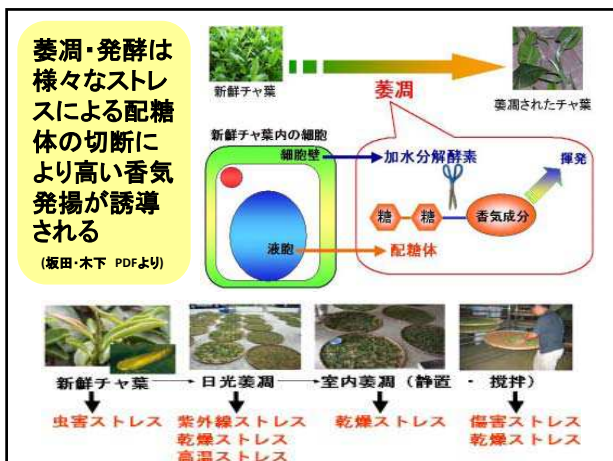 萎凋・発酵は
様々なストレ
スによる配糖
体の切断に
より高い香気
発揚が誘導
される
(坂田・木下 PDFより)
新鮮チャ葉
萎凋
萎凋されたチャ葉
新鮮チャ葉内の細胞
細胞壁
加水分解酵素
揮発
糖 糖 香気成分
液胞
配糖体
新鮮チャ葉 日光萎凋 室内萎凋(静置・攪拌)
虫害ストレス 紫外線ストレス 乾燥ストレス 傷害ストレス
乾燥ストレス 乾燥ストレス
高温ストレス